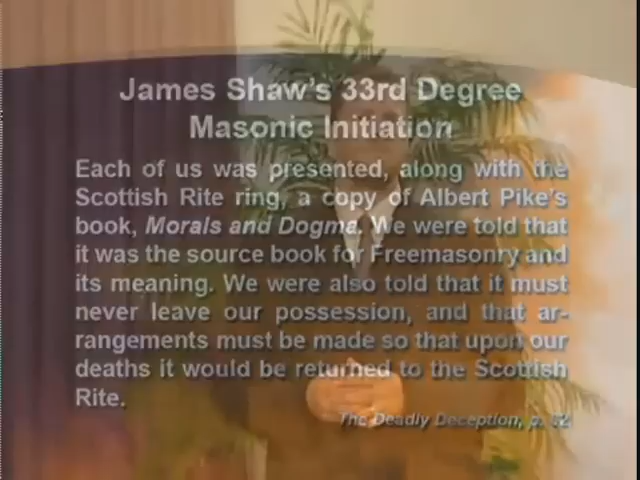 James Shaw's 33rd Degree
Masonic Initiation
Each of us was presented, along with the
Scottish Rite ring, a copy of Albert Pike's
book, Morals and Dogma. We were told that
it was the source book for Freemasonry and
its meaning. We were also told that it must
never leave our possession, and that ar-
rangements must be made so that upon our
deaths it would be returned to the Scottish
Rite.
The Deadly Deception, p.